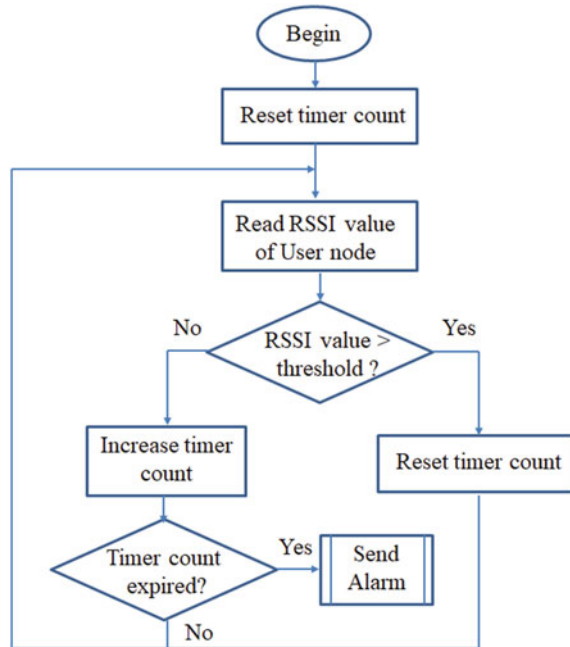 Begin
Reset timer count
Read RSSI value
of User node
No
Yes
RSSI value >
threshold ?
Increase timer
count
Reset timer count
Timer count
expired?
Yes
Send
Alarm
No